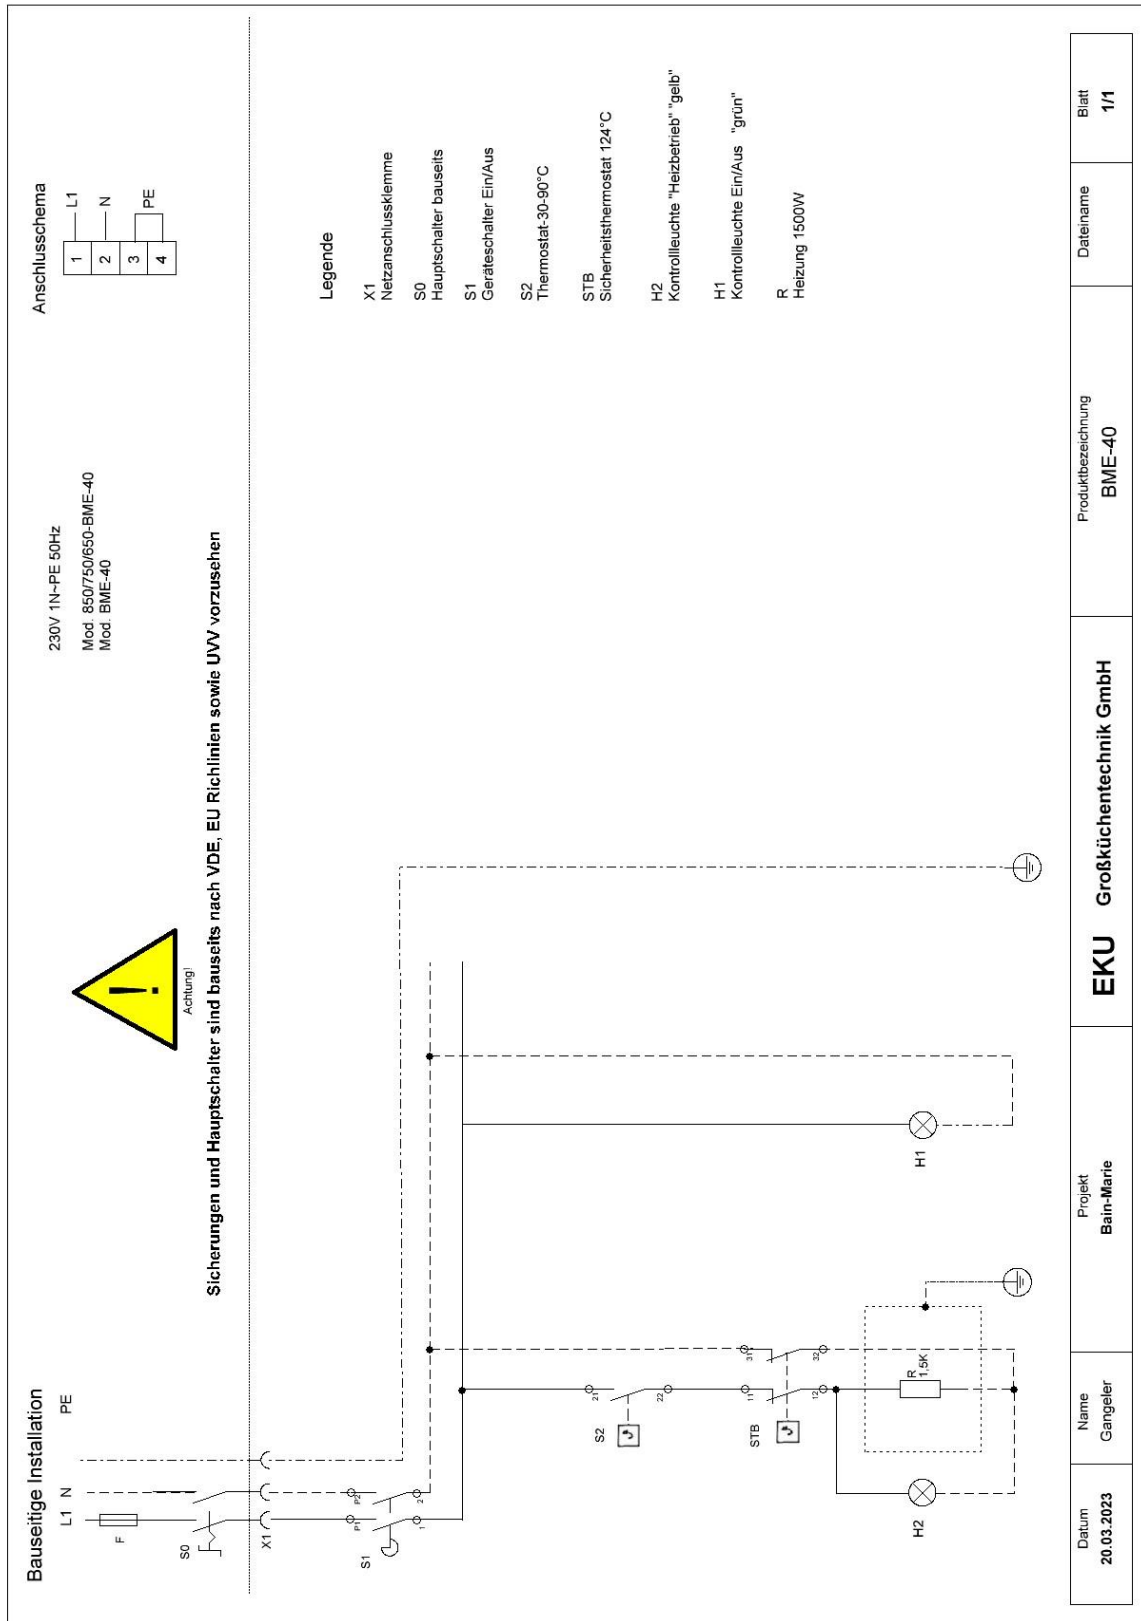 Bauseitige Installation
L1 N PE
F
S0
X1
230V 1N~PE 50Hz
Mod. 850/750/650-BME-40
Mod. BME-40
Achtung!
Sicherungen und Hauptschalter sind bauseits nach VDE, EU Richlinien sowie UVV vorzusehen
Anschlusschema
1 L1
2 N
3 PE
4
Legende
X1
Netzanschlussklemme
S0
Hauptschalter bauseits
S1
Geräteschalter Ein/Aus
S2
Thermostat-30-90°C
STB
Sicherheitsthermostat 124°C
H2
Kontrollleuchte "Heizbetrieb" "gelb"
H1
Kontrollleuchte Ein/Aus "grün"
R
Heizung 1500W
P1 P2
S1
1 2
21
S2
22
11 31
STB
12 32
R
1,5K
H2
H1
Datum
20.03.2023
Name
Gangeler
Projekt
Bain-Marie
EKU Großküchentechnik GmbH
Produktbezeichnung
BME-40
Dateiname
Blatt
1/1